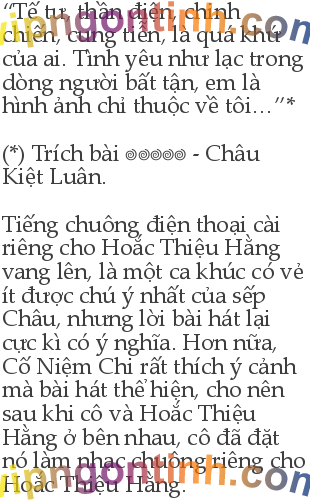 “Tế tự, thần điện, chinh
chiến, cung tiễn, là quá khứ
của ai. Tình yêu như lạc trong
dòng người bất tận, em là
hình ảnh chỉ thuộc về tôi...”*
(*) Trích bài ๑๑๑๑๑ - Châu
Kiệt Luân.
Tiếng chuông điện thoại cài
riêng cho Hoắc Thiệu Hằng
vang lên, là một ca khúc có vẻ
ít được chú ý nhất của sếp
Châu, nhưng lời bài hát lại
cực kì có ý nghĩa. Hơn nữa,
Cố Niệm Chi rất thích ý cảnh
mà bài hát thể hiện, cho nên
sau khi cô và Hoắc Thiệu
Hằng ở bên nhau, cô đã đặt
nó làm nhạc chuông riêng cho
Hoắc Thiệu Hằng.